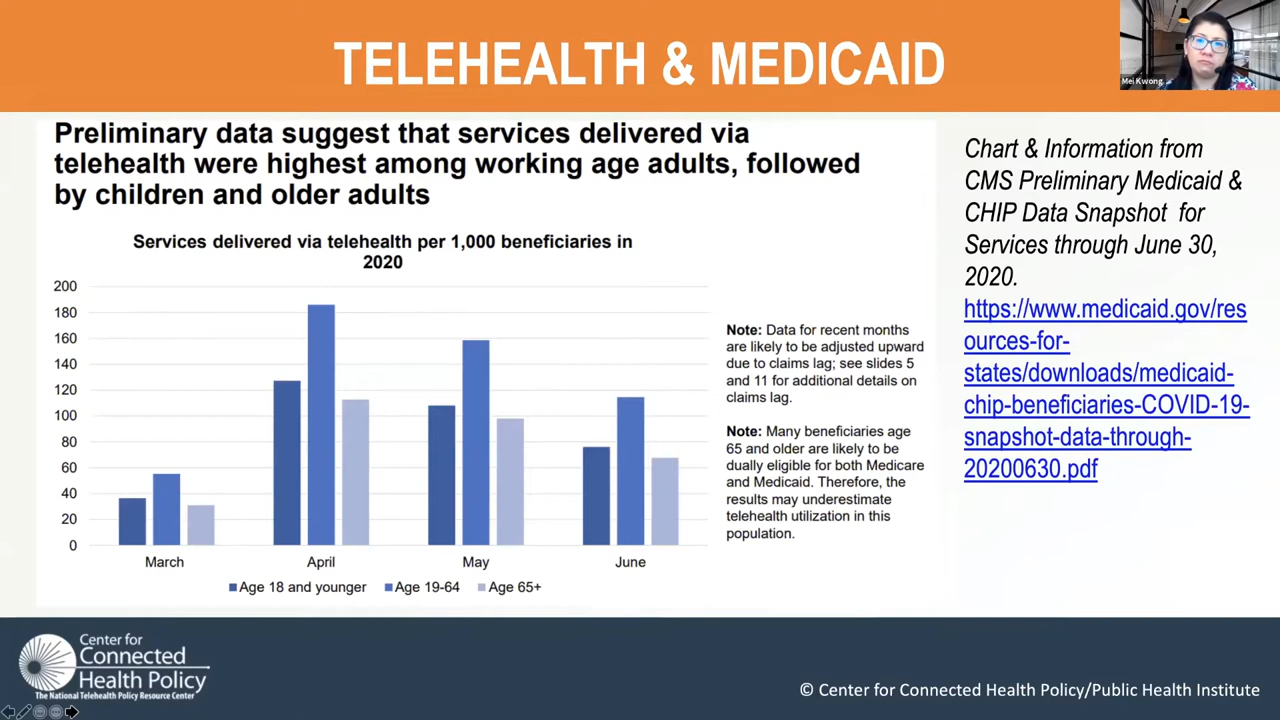 TELEHEALTH & MEDICAID
Mei Kwong
Preliminary data suggest that services delivered via
telehealth were highest among working age adults, followed
by children and older adults
Services delivered via telehealth per 1,000 beneficiaries in
2020
200
180
160
140
120
100
80
60
40
20
0
March
April
May
June
Age 18 and younger
Age 19-64
Age 65+
Note: Data for recent months
are likely to be adjusted upward
due to claims lag; see slides 5
and 11 for additional details on
claims lag.
Note: Many beneficiaries age
65 and older are likely to be
dually eligible for both Medicare
and Medicaid. Therefore, the
results may underestimate
telehealth utilization in this
population.
Chart & Information from
CMS Preliminary Medicaid &
CHIP Data Snapshot for
Services through June 30,
2020.
https://www.medicaid.gov/res
ources-for-
states/downloads/medicaid-
chip-beneficiaries-COVID-19-
snapshot-data-through-
20200630.pdf
Center for
Connected
Health Policy
The National Telehealth Policy Resource Center
© Center for Connected Health Policy/Public Health Institute